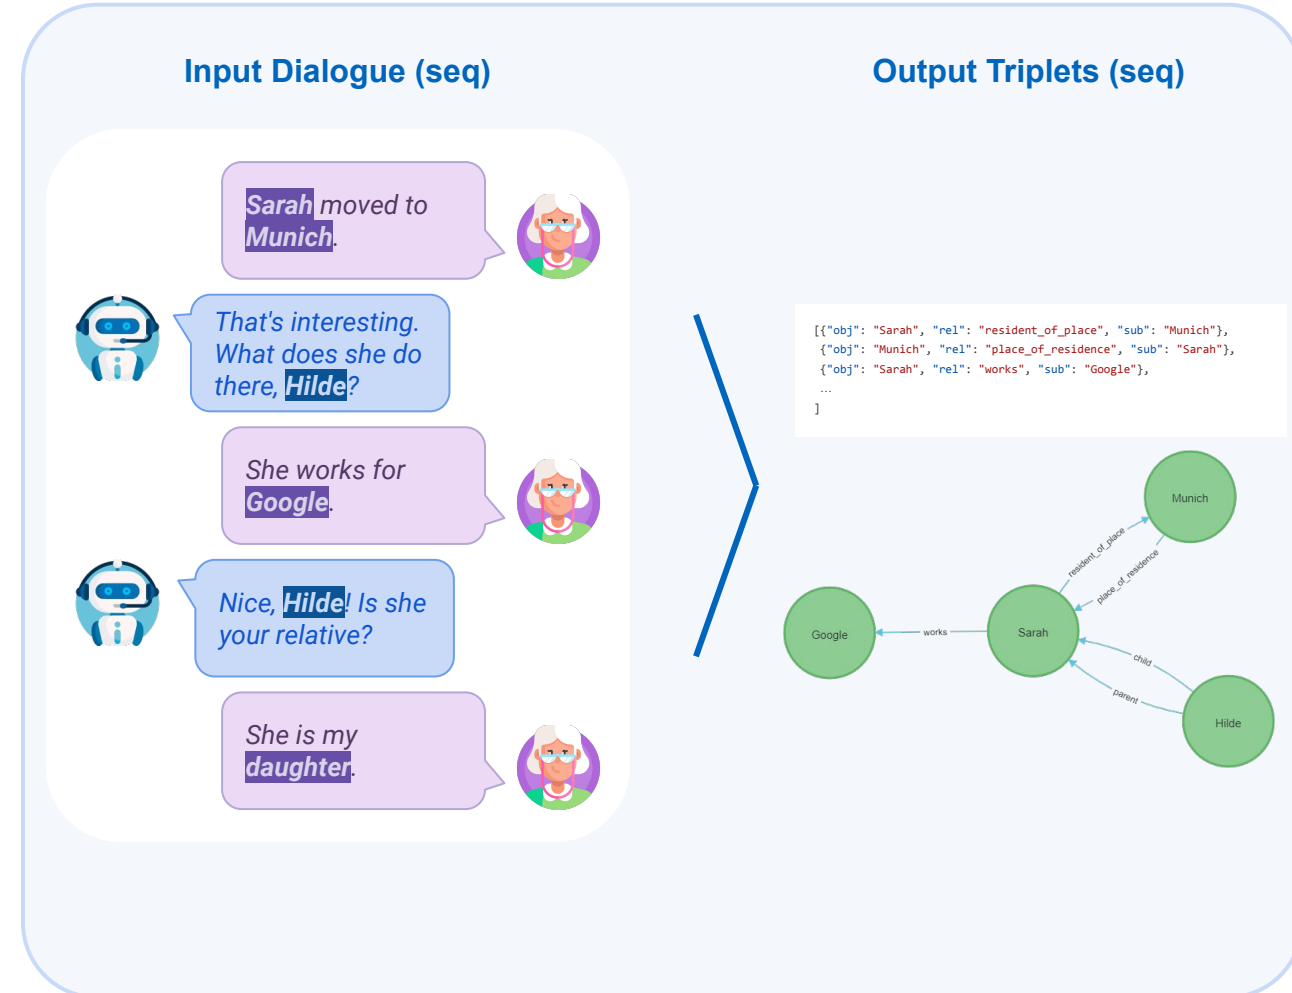 Input Dialogue (seq)
Output Triplets (seq)
Sarah moved to
Munich.
That's interesting.
What does she do
there, Hilde?
She works for
Google.
Nice, Hilde! Is she
your relative?
She is my
daughter.
[{"obj": "Sarah", "rel": "resident_of_place", "sub": "Munich"},
{"obj": "Munich", "rel": "place_of_residence", "sub": "Sarah"},
{"obj": "Sarah", "rel": "works", "sub": "Google"},
...
]
Munich
resident_of_place
place_of_residence
Google
works
Sarah
child
parent
Hilde